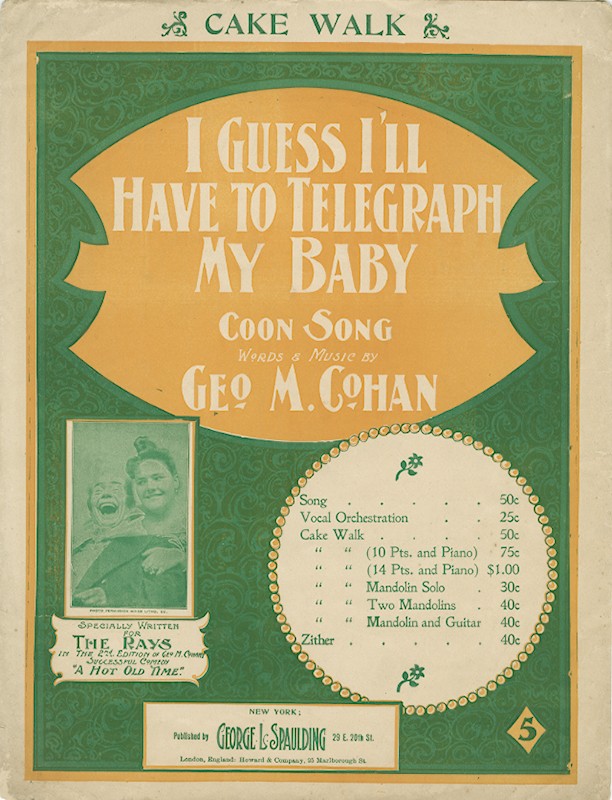 CAKE WALK
I GUESS I'LL
HAVE TO TELEGRAPH
MY BABY
COON SONG
WORDS & MUSIC BY
GEO M. COHAN
Song . . . . . 50c
Vocal Orchestration . . 25c
Cake Walk . . . . 50c
" " (10 Pts. and Piano) 75c
" " (14 Pts. and Piano) $1.00
" " Mandolin Solo . 30c
" " Two Mandolins . 40c
" " Mandolin and Guitar 40c
Zither . . . . 40c
SPECIALLY WRITTEN
FOR
THE RAYS
IN THE 2nd. EDITION OF GEO M. COHANS
SUCCESSFUL COMEDY
"A HOT OLD TIME."
NEW YORK;
Published by GEORGE L. SPAULDING 29 E. 20th St.
London, England: Howard & Company, 25 Marlborough St.
5